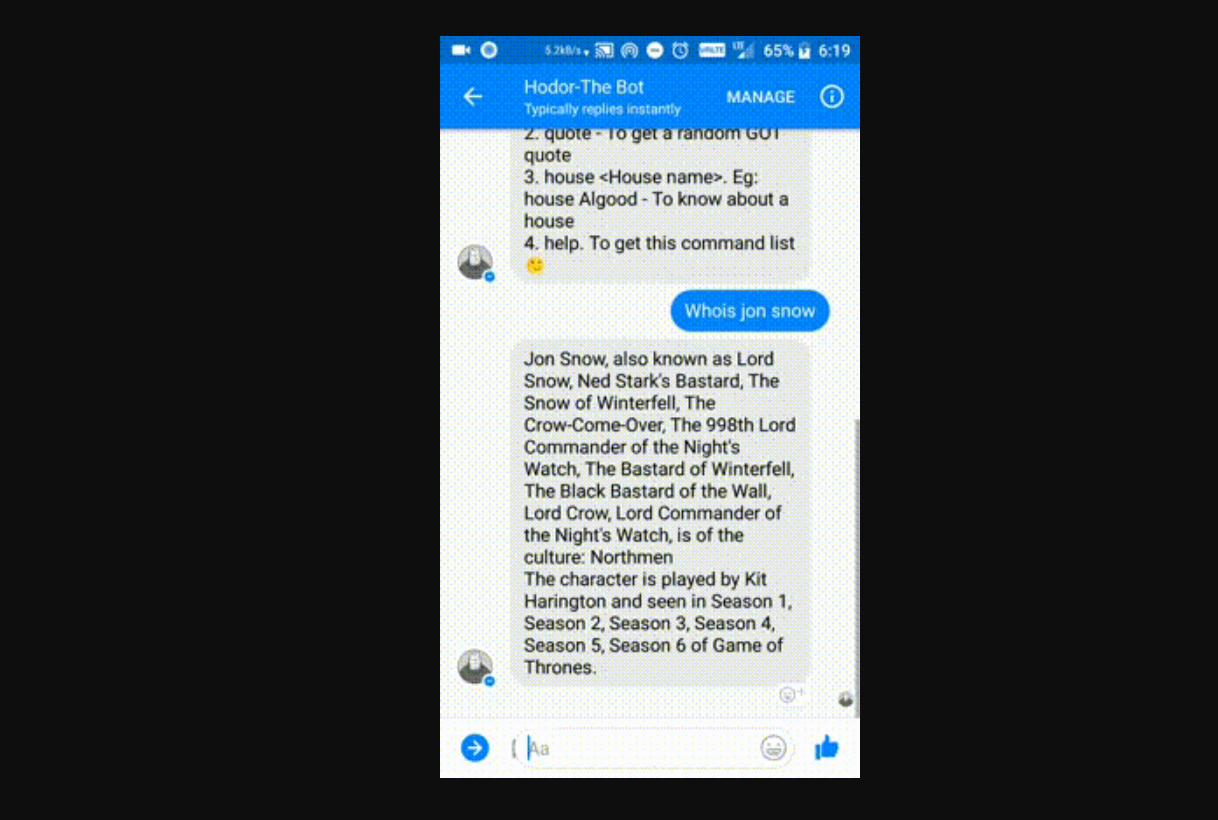 5.2kB/s VoLTE LTE 65% 6:19
Hodor-The Bot
Typically replies instantly
MANAGE
2. quote - To get a random GOT
quote
3. house <House name>. Eg:
house Algood - To know about a
house
4. help. To get this command list
Whois jon snow
Jon Snow, also known as Lord
Snow, Ned Stark's Bastard, The
Snow of Winterfell, The
Crow-Come-Over, The 998th Lord
Commander of the Night's
Watch, The Bastard of Winterfell,
The Black Bastard of the Wall,
Lord Crow, Lord Commander of
the Night's Watch, is of the
culture: Northmen
The character is played by Kit
Harington and seen in Season 1,
Season 2, Season 3, Season 4,
Season 5, Season 6 of Game of
Thrones.
Aa